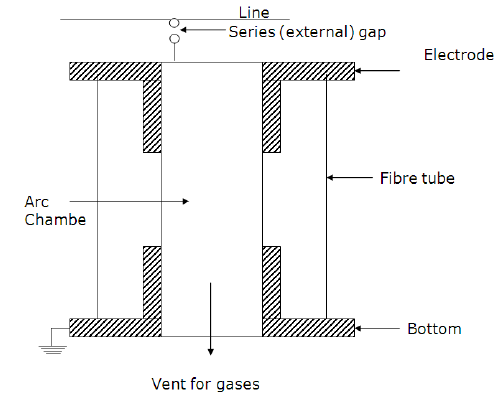 Line
Series (external) gap
Electrode
Fibre tube
Arc
Chambe
Bottom
Vent for gases